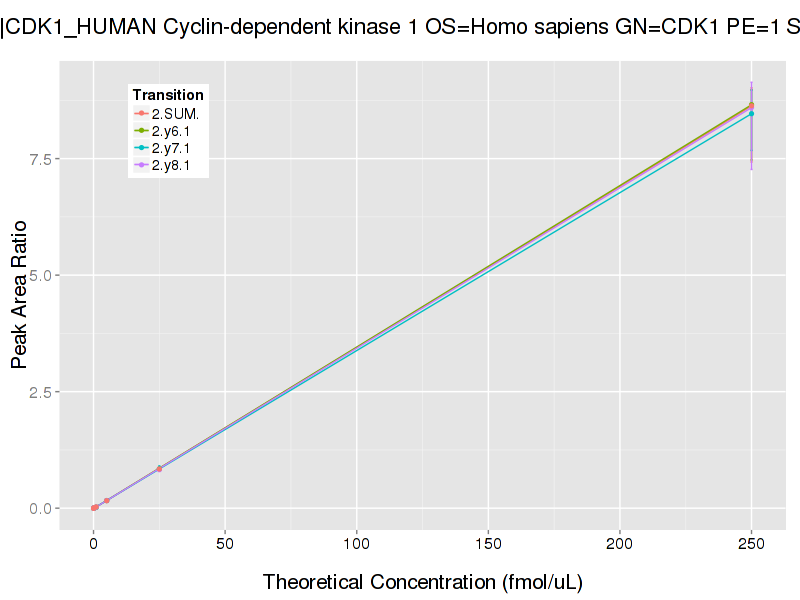 |CDK1_HUMAN Cyclin-dependent kinase 1 OS=Homo sapiens GN=CDK1 PE=1 S
Transition
2.SUM.
2.y6.1
2.y7.1
2.y8.1
Peak Area Ratio
7.5
5.0
2.5
0.0
0 50 100 150 200 250
Theoretical Concentration (fmol/uL)